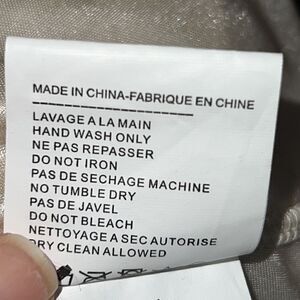 MADE IN CHINA-FABRIQUE EN CHINE
LAVAGE A LA MAIN
HAND WASH ONLY
NE PAS REPASSER
DO NOT IRON
PAS DE SECHAGE MACHINE
NO TUMBLE DRY
PAS DE JAVEL
DO NOT BLEACH
NETTOYAGE A SEC AUTORISE
DRY CLEAN ALLOWED